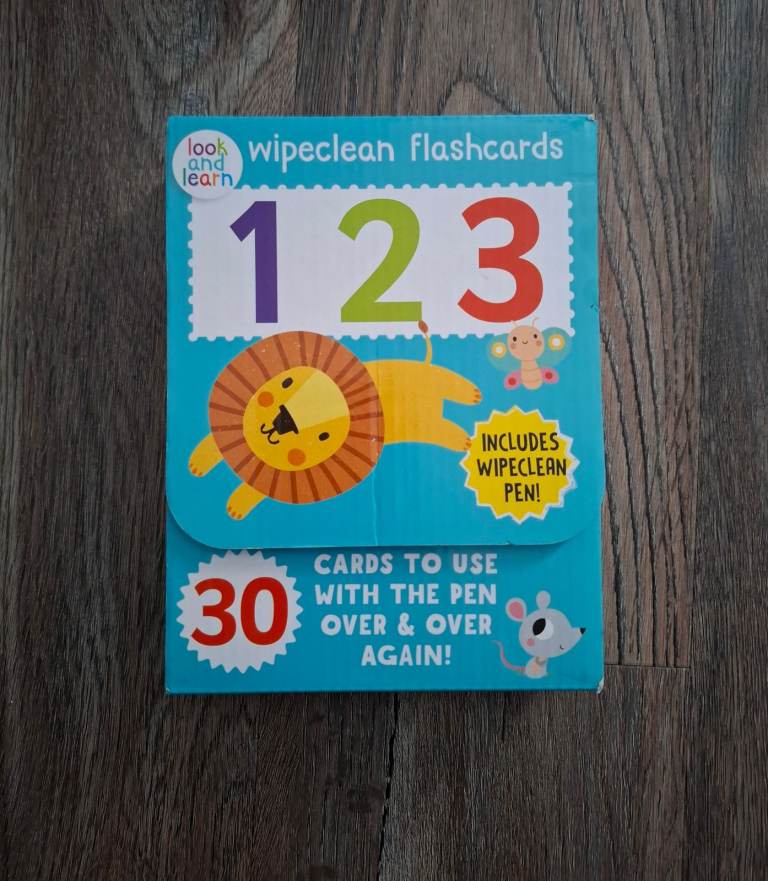 look
and
learn
wipeclean flashcards
1 2 3
INCLUDES
WIPECLEAN
PEN!
30
CARDS TO USE
WITH THE PEN
OVER & OVER
AGAIN!